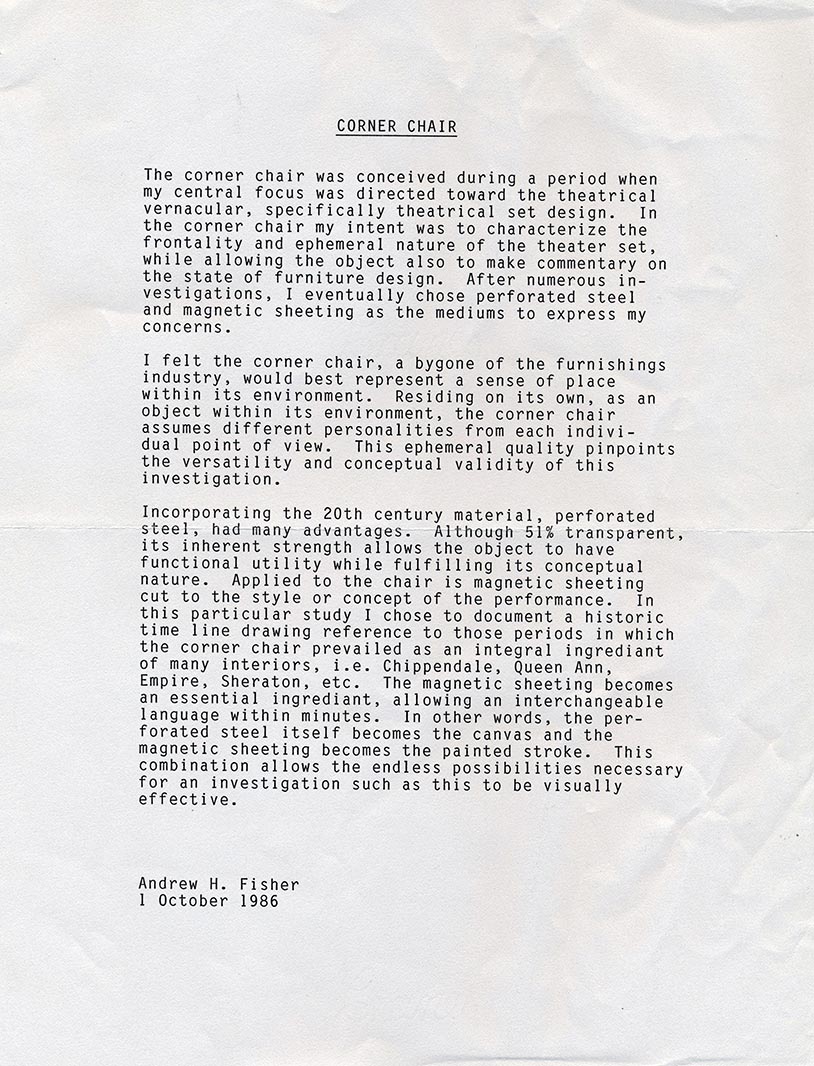 CORNER CHAIR
The corner chair was conceived during a period when
my central focus was directed toward the theatrical
vernacular, specifically theatrical set design.  In
the corner chair my intent was to characterize the
frontality and ephemeral nature of the theater set,
while allowing the object also to make commentary on
the state of furniture design.  After numerous in-
vestigations, I eventually chose perforated steel
and magnetic sheeting as the mediums to express my
concerns.
I felt the corner chair, a bygone of the furnishings
industry, would best represent a sense of place
within its environment.  Residing on its own, as an
object within its environment, the corner chair
assumes different personalities from each indivi-
dual point of view.  This ephemeral quality pinpoints
the versatility and conceptual validity of this
investigation.
Incorporating the 20th century material, perforated
steel, had many advantages.  Although 51% transparent,
its inherent strength allows the object to have
functional utility while fulfilling its conceptual
nature.  Applied to the chair is magnetic sheeting
cut to the style or concept of the performance.  In
this particular study I chose to document a historic
time line drawing reference to those periods in which
the corner chair prevailed as an integral ingrediant
of many interiors, i.e. Chippendale, Queen Ann,
Empire, Sheraton, etc.  The magnetic sheeting becomes
an essential ingrediant, allowing an interchangeable
language within minutes.  In other words, the per-
forated steel itself becomes the canvas and the
magnetic sheeting becomes the painted stroke.  This
combination allows the endless possibilities necessary
for an investigation such as this to be visually
effective.
Andrew H. Fisher
1 October 1986